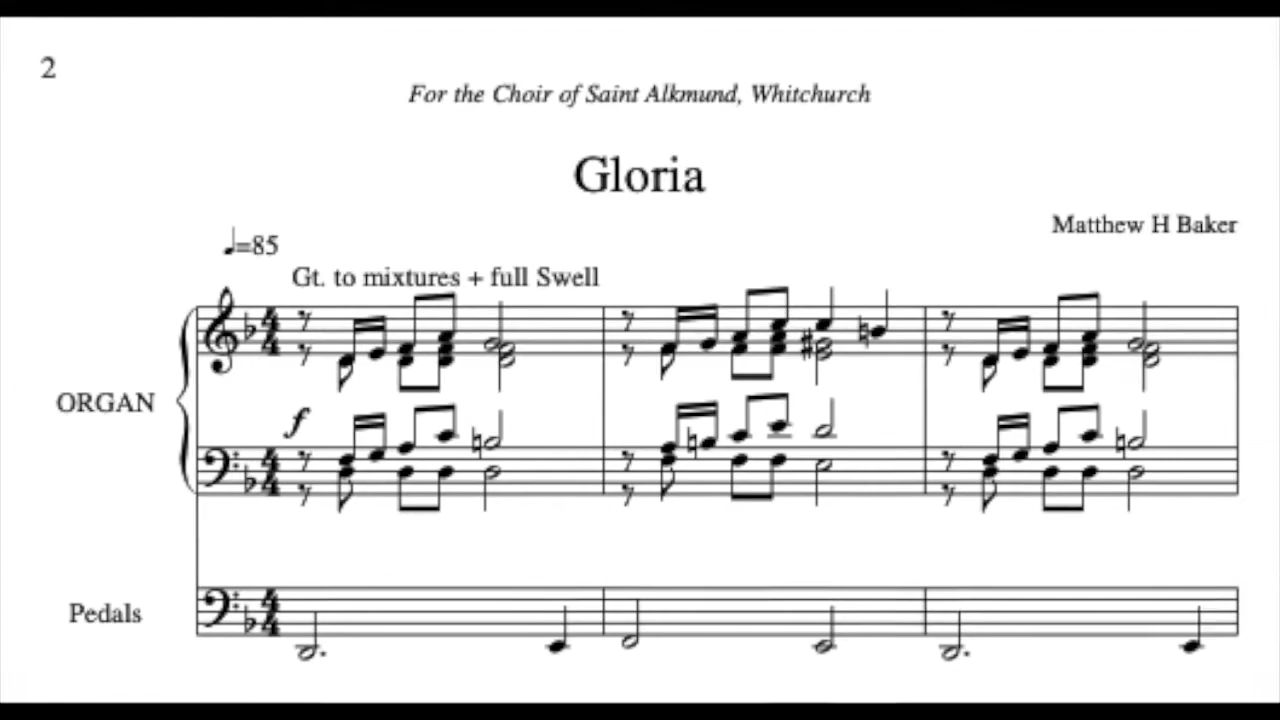 2
For the Choir of Saint Alkmund, Whitchurch
Gloria
Matthew H Baker
♩=85
Gt. to mixtures + full Swell
ORGAN
f
Pedals